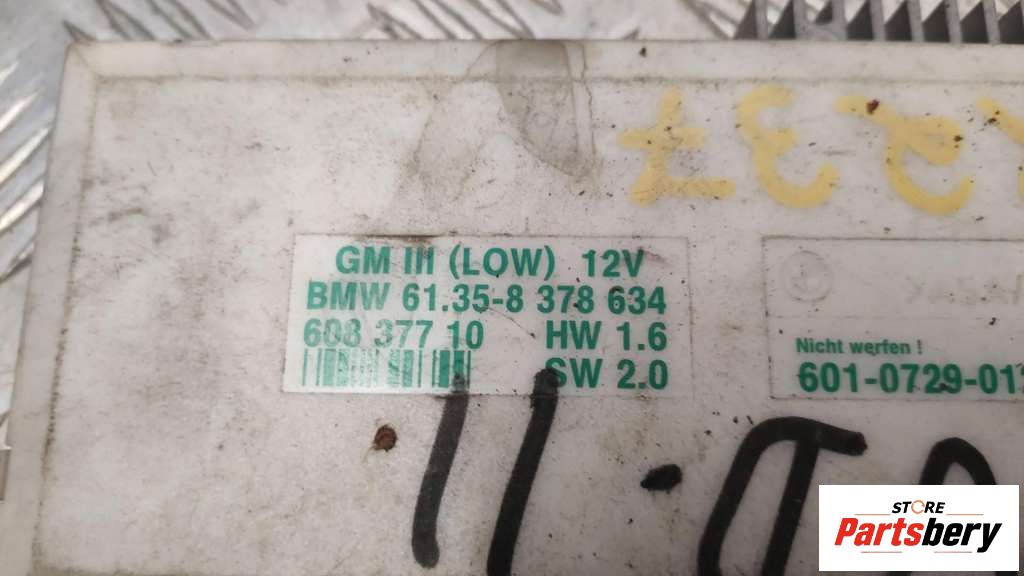 GM III (LOW) 12V
BMW 61.35-8 378 634
608 377 10 HW 1.6
SW 2.0
Nicht werfen !
601-0729-01
STORE
Partsbery